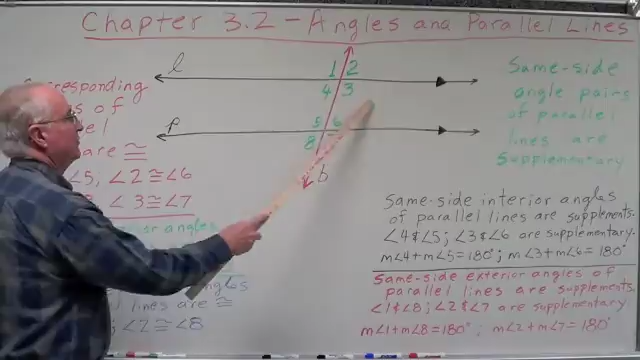 Chapter 3.2 - Angles and Parallel Lines
l
1 2
4 3
p
5 6
8
b
Same-side
angle pairs
of parallel
lines are
supplementary
are ≅
∠5; ∠2≅∠6
∠3≅∠7
angles
lines are ≅
; ∠2≅∠8
Same-side interior angles
of parallel lines are supplements.
∠4&∠5; ∠3&∠6 are supplementary.
m∠4+m∠5=180°; m∠3+m∠6=180°
Same-side exterior angles of
parallel lines are supplements.
∠1&∠8; ∠2&∠7 are supplementary
m∠1+m∠8=180°; m∠2+m∠7=180°